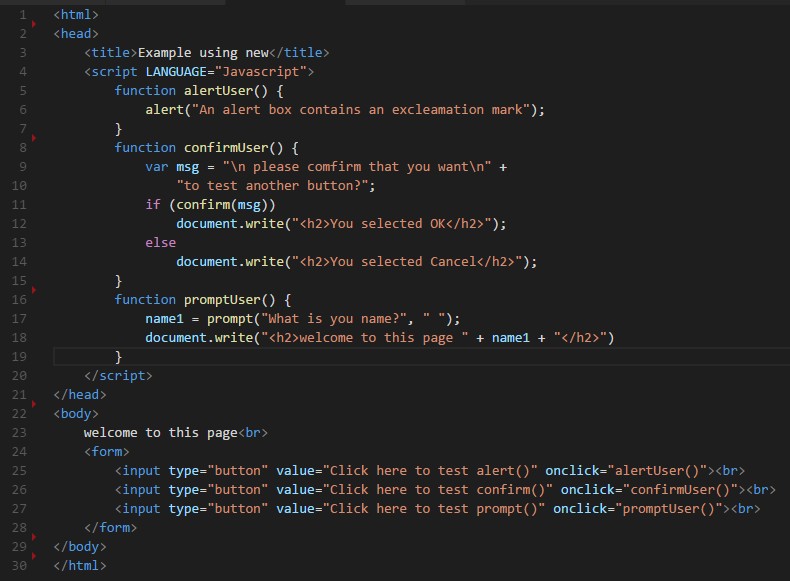 1 <html>
2 <head>
3     <title>Example using new</title>
4     <script LANGUAGE="Javascript">
5         function alertUser() {
6             alert("An alert box contains an excleamation mark");
7         }
8         function confirmUser() {
9             var msg = "\n please comfirm that you want\n" +
10                 "to test another button?";
11             if (confirm(msg))
12                 document.write("<h2>You selected OK</h2>");
13             else
14                 document.write("<h2>You selected Cancel</h2>");
15         }
16         function promptUser() {
17             name1 = prompt("What is you name?", " ");
18             document.write("<h2>welcome to this page " + name1 + "</h2>")
19         }
20     </script>
21 </head>
22 <body>
23     welcome to this page<br>
24     <form>
25         <input type="button" value="Click here to test alert()" onclick="alertUser()"><br>
26         <input type="button" value="Click here to test confirm()" onclick="confirmUser()"><br>
27         <input type="button" value="Click here to test prompt()" onclick="promptUser()"><br>
28     </form>
29 </body>
30 </html>